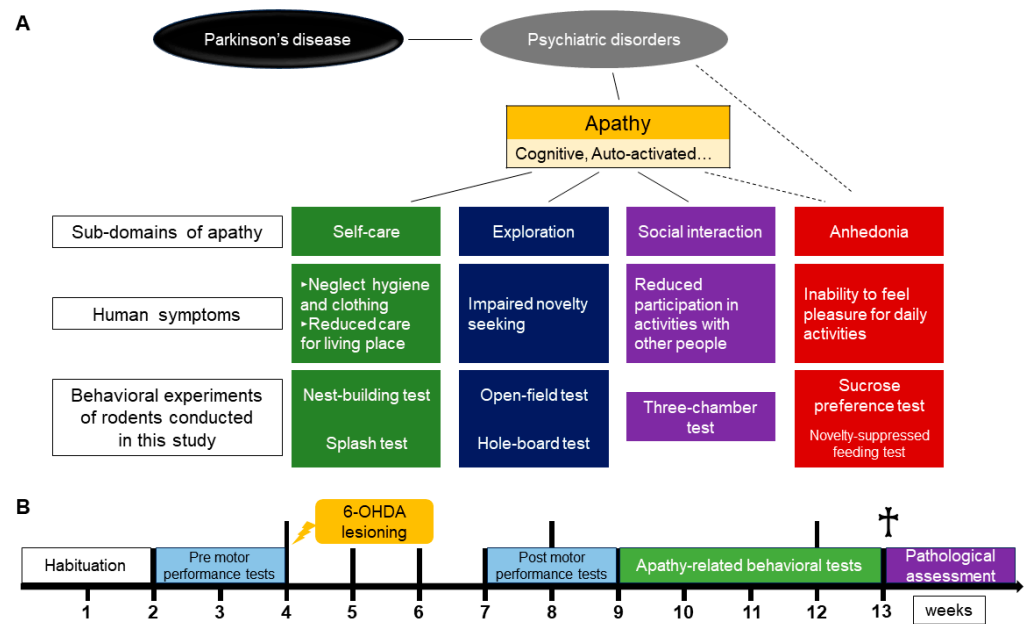 A
Parkinson's disease
Psychiatric disorders
Apathy
Cognitive, Auto-activated…
Sub-domains of apathy
Self-care
Exploration
Social interaction
Anhedonia
Human symptoms
▸Neglect hygiene
and clothing
▸Reduced care
for living place
Impaired novelty
seeking
Reduced
participation in
activities with
other people
Inability to feel
pleasure for daily
activities
Behavioral experiments
of rodents conducted
in this study
Nest-building test
Splash test
Open-field test
Hole-board test
Three-chamber
test
Sucrose
preference test
Novelty-suppressed
feeding test
B
6-OHDA
lesioning
Habituation
Pre motor
performance tests
Post motor
performance tests
Apathy-related behavioral tests
Pathological
assessment
1 2 3 4 5 6 7 8 9 10 11 12 13 weeks